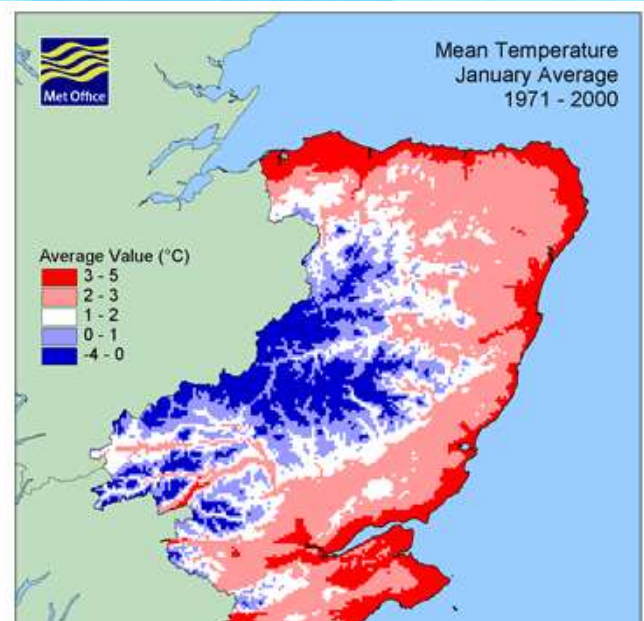 Met Office
Mean Temperature
January Average
1971 - 2000
Average Value (°C)
3 - 5
2 - 3
1 - 2
0 - 1
-4 - 0